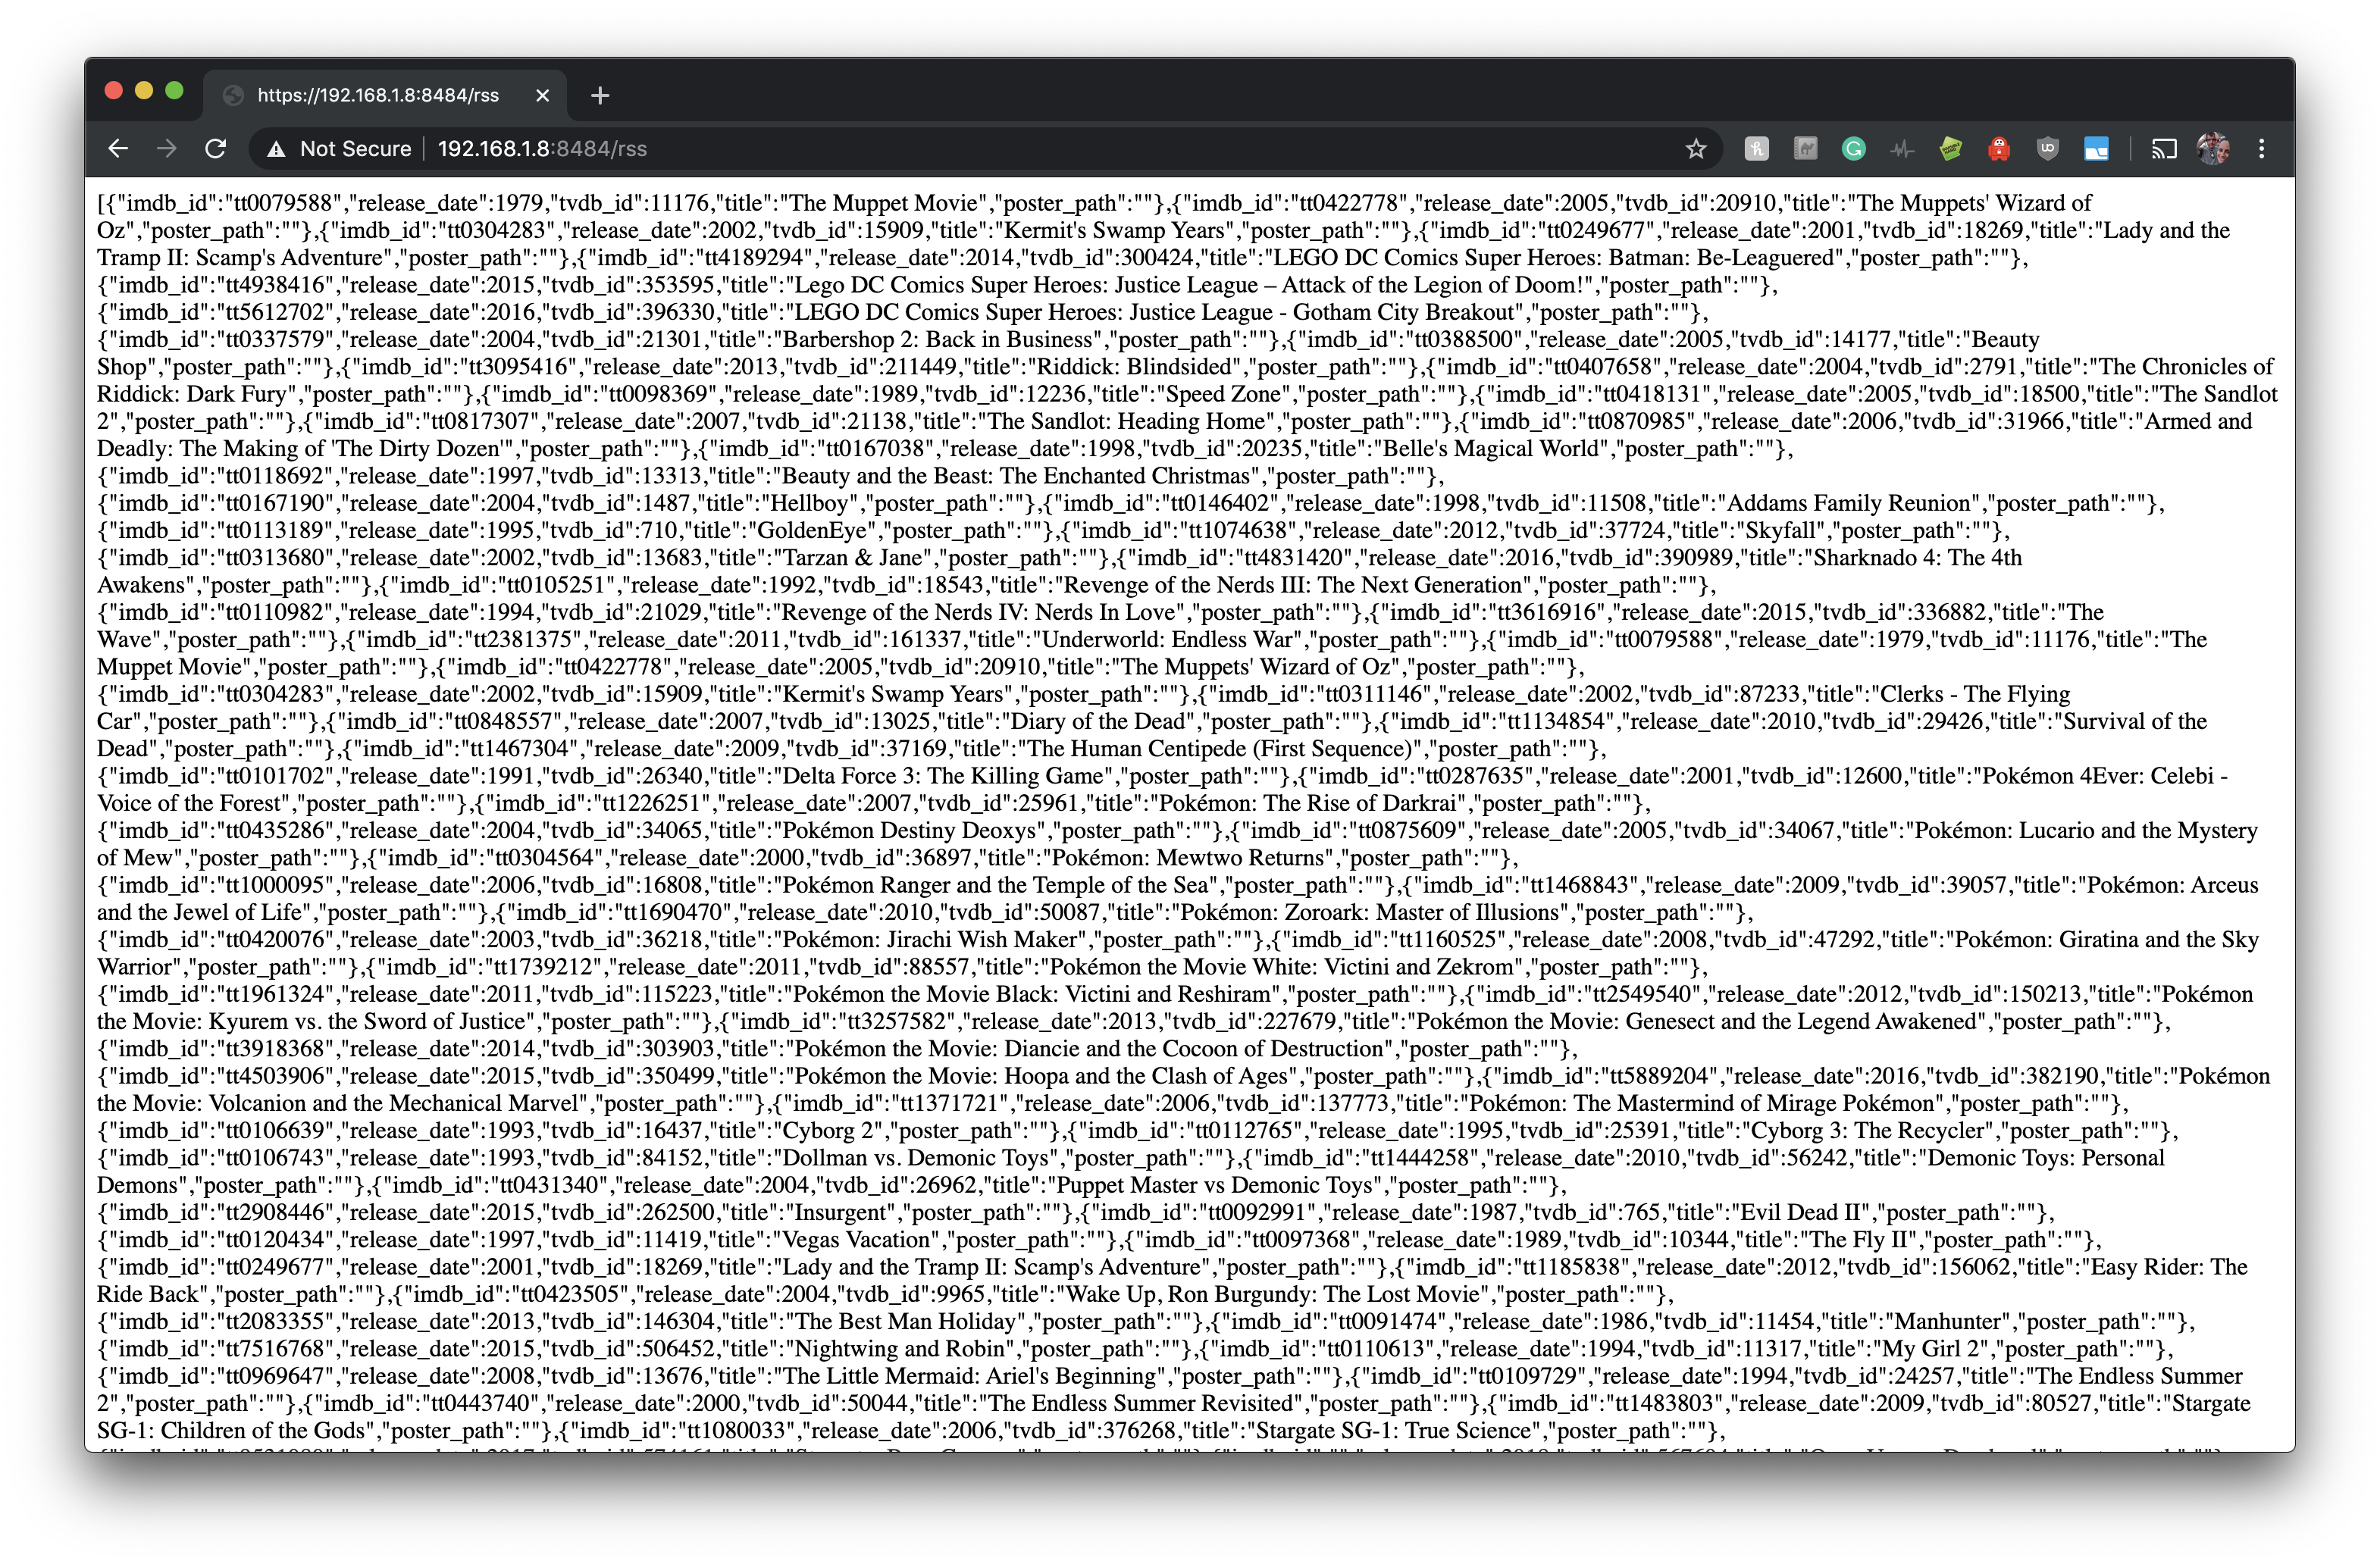 https://192.168.1.8:8484/rss
Not Secure 192.168.1.8:8484/rss
[{"imdb_id":"tt0079588","release_date":1979,"tvdb_id":11176,"title":"The Muppet Movie","poster_path":""},{"imdb_id":"tt0422778","release_date":2005,"tvdb_id":20910,"title":"The Muppets' Wizard of
Oz","poster_path":""},{"imdb_id":"tt0304283","release_date":2002,"tvdb_id":15909,"title":"Kermit's Swamp Years","poster_path":""},{"imdb_id":"tt0249677","release_date":2001,"tvdb_id":18269,"title":"Lady and the
Tramp II: Scamp's Adventure","poster_path":""},{"imdb_id":"tt4189294","release_date":2014,"tvdb_id":300424,"title":"LEGO DC Comics Super Heroes: Batman: Be-Leaguered","poster_path":""},
{"imdb_id":"tt4938416","release_date":2015,"tvdb_id":353595,"title":"Lego DC Comics Super Heroes: Justice League – Attack of the Legion of Doom!","poster_path":""},
{"imdb_id":"tt5612702","release_date":2016,"tvdb_id":396330,"title":"LEGO DC Comics Super Heroes: Justice League - Gotham City Breakout","poster_path":""},
{"imdb_id":"tt0337579","release_date":2004,"tvdb_id":21301,"title":"Barbershop 2: Back in Business","poster_path":""},{"imdb_id":"tt0388500","release_date":2005,"tvdb_id":14177,"title":"Beauty
Shop","poster_path":""},{"imdb_id":"tt3095416","release_date":2013,"tvdb_id":211449,"title":"Riddick: Blindsided","poster_path":""},{"imdb_id":"tt0407658","release_date":2004,"tvdb_id":2791,"title":"The Chronicles of
Riddick: Dark Fury","poster_path":""},{"imdb_id":"tt0098369","release_date":1989,"tvdb_id":12236,"title":"Speed Zone","poster_path":""},{"imdb_id":"tt0418131","release_date":2005,"tvdb_id":18500,"title":"The Sandlot
2","poster_path":""},{"imdb_id":"tt0817307","release_date":2007,"tvdb_id":21138,"title":"The Sandlot: Heading Home","poster_path":""},{"imdb_id":"tt0870985","release_date":2006,"tvdb_id":31966,"title":"Armed and
Deadly: The Making of 'The Dirty Dozen'","poster_path":""},{"imdb_id":"tt0167038","release_date":1998,"tvdb_id":20235,"title":"Belle's Magical World","poster_path":""},
{"imdb_id":"tt0118692","release_date":1997,"tvdb_id":13313,"title":"Beauty and the Beast: The Enchanted Christmas","poster_path":""},
{"imdb_id":"tt0167190","release_date":2004,"tvdb_id":1487,"title":"Hellboy","poster_path":""},{"imdb_id":"tt0146402","release_date":1998,"tvdb_id":11508,"title":"Addams Family Reunion","poster_path":""},
{"imdb_id":"tt0113189","release_date":1995,"tvdb_id":710,"title":"GoldenEye","poster_path":""},{"imdb_id":"tt1074638","release_date":2012,"tvdb_id":37724,"title":"Skyfall","poster_path":""},
{"imdb_id":"tt0313680","release_date":2002,"tvdb_id":13683,"title":"Tarzan & Jane","poster_path":""},{"imdb_id":"tt4831420","release_date":2016,"tvdb_id":390989,"title":"Sharknado 4: The 4th
Awakens","poster_path":""},{"imdb_id":"tt0105251","release_date":1992,"tvdb_id":18543,"title":"Revenge of the Nerds III: The Next Generation","poster_path":""},
{"imdb_id":"tt0110982","release_date":1994,"tvdb_id":21029,"title":"Revenge of the Nerds IV: Nerds In Love","poster_path":""},{"imdb_id":"tt3616916","release_date":2015,"tvdb_id":336882,"title":"The
Wave","poster_path":""},{"imdb_id":"tt2381375","release_date":2011,"tvdb_id":161337,"title":"Underworld: Endless War","poster_path":""},{"imdb_id":"tt0079588","release_date":1979,"tvdb_id":11176,"title":"The
Muppet Movie","poster_path":""},{"imdb_id":"tt0422778","release_date":2005,"tvdb_id":20910,"title":"The Muppets' Wizard of Oz","poster_path":""},
{"imdb_id":"tt0304283","release_date":2002,"tvdb_id":15909,"title":"Kermit's Swamp Years","poster_path":""},{"imdb_id":"tt0311146","release_date":2002,"tvdb_id":87233,"title":"Clerks - The Flying
Car","poster_path":""},{"imdb_id":"tt0848557","release_date":2007,"tvdb_id":13025,"title":"Diary of the Dead","poster_path":""},{"imdb_id":"tt1134854","release_date":2010,"tvdb_id":29426,"title":"Survival of the
Dead","poster_path":""},{"imdb_id":"tt1467304","release_date":2009,"tvdb_id":37169,"title":"The Human Centipede (First Sequence)","poster_path":""},
{"imdb_id":"tt0101702","release_date":1991,"tvdb_id":26340,"title":"Delta Force 3: The Killing Game","poster_path":""},{"imdb_id":"tt0287635","release_date":2001,"tvdb_id":12600,"title":"Pokémon 4Ever: Celebi -
Voice of the Forest","poster_path":""},{"imdb_id":"tt1226251","release_date":2007,"tvdb_id":25961,"title":"Pokémon: The Rise of Darkrai","poster_path":""},
{"imdb_id":"tt0435286","release_date":2004,"tvdb_id":34065,"title":"Pokémon Destiny Deoxys","poster_path":""},{"imdb_id":"tt0875609","release_date":2005,"tvdb_id":34067,"title":"Pokémon: Lucario and the Mystery
of Mew","poster_path":""},{"imdb_id":"tt0304564","release_date":2000,"tvdb_id":36897,"title":"Pokémon: Mewtwo Returns","poster_path":""},
{"imdb_id":"tt1000095","release_date":2006,"tvdb_id":16808,"title":"Pokémon Ranger and the Temple of the Sea","poster_path":""},{"imdb_id":"tt1468843","release_date":2009,"tvdb_id":39057,"title":"Pokémon: Arceus
and the Jewel of Life","poster_path":""},{"imdb_id":"tt1690470","release_date":2010,"tvdb_id":50087,"title":"Pokémon: Zoroark: Master of Illusions","poster_path":""},
{"imdb_id":"tt0420076","release_date":2003,"tvdb_id":36218,"title":"Pokémon: Jirachi Wish Maker","poster_path":""},{"imdb_id":"tt1160525","release_date":2008,"tvdb_id":47292,"title":"Pokémon: Giratina and the Sky
Warrior","poster_path":""},{"imdb_id":"tt1739212","release_date":2011,"tvdb_id":88557,"title":"Pokémon the Movie White: Victini and Zekrom","poster_path":""},
{"imdb_id":"tt1961324","release_date":2011,"tvdb_id":115223,"title":"Pokémon the Movie Black: Victini and Reshiram","poster_path":""},{"imdb_id":"tt2549540","release_date":2012,"tvdb_id":150213,"title":"Pokémon
the Movie: Kyurem vs. the Sword of Justice","poster_path":""},{"imdb_id":"tt3257582","release_date":2013,"tvdb_id":227679,"title":"Pokémon the Movie: Genesect and the Legend Awakened","poster_path":""},
{"imdb_id":"tt3918368","release_date":2014,"tvdb_id":303903,"title":"Pokémon the Movie: Diancie and the Cocoon of Destruction","poster_path":""},
{"imdb_id":"tt4503906","release_date":2015,"tvdb_id":350499,"title":"Pokémon the Movie: Hoopa and the Clash of Ages","poster_path":""},{"imdb_id":"tt5889204","release_date":2016,"tvdb_id":382190,"title":"Pokémon
the Movie: Volcanion and the Mechanical Marvel","poster_path":""},{"imdb_id":"tt1371721","release_date":2006,"tvdb_id":137773,"title":"Pokémon: The Mastermind of Mirage Pokémon","poster_path":""},
{"imdb_id":"tt0106639","release_date":1993,"tvdb_id":16437,"title":"Cyborg 2","poster_path":""},{"imdb_id":"tt0112765","release_date":1995,"tvdb_id":25391,"title":"Cyborg 3: The Recycler","poster_path":""},
{"imdb_id":"tt0106743","release_date":1993,"tvdb_id":84152,"title":"Dollman vs. Demonic Toys","poster_path":""},{"imdb_id":"tt1444258","release_date":2010,"tvdb_id":56242,"title":"Demonic Toys: Personal
Demons","poster_path":""},{"imdb_id":"tt0431340","release_date":2004,"tvdb_id":26962,"title":"Puppet Master vs Demonic Toys","poster_path":""},
{"imdb_id":"tt2908446","release_date":2015,"tvdb_id":262500,"title":"Insurgent","poster_path":""},{"imdb_id":"tt0092991","release_date":1987,"tvdb_id":765,"title":"Evil Dead II","poster_path":""},
{"imdb_id":"tt0120434","release_date":1997,"tvdb_id":11419,"title":"Vegas Vacation","poster_path":""},{"imdb_id":"tt0097368","release_date":1989,"tvdb_id":10344,"title":"The Fly II","poster_path":""},
{"imdb_id":"tt0249677","release_date":2001,"tvdb_id":18269,"title":"Lady and the Tramp II: Scamp's Adventure","poster_path":""},{"imdb_id":"tt1185838","release_date":2012,"tvdb_id":156062,"title":"Easy Rider: The
Ride Back","poster_path":""},{"imdb_id":"tt0423505","release_date":2004,"tvdb_id":9965,"title":"Wake Up, Ron Burgundy: The Lost Movie","poster_path":""},
{"imdb_id":"tt2083355","release_date":2013,"tvdb_id":146304,"title":"The Best Man Holiday","poster_path":""},{"imdb_id":"tt0091474","release_date":1986,"tvdb_id":11454,"title":"Manhunter","poster_path":""},
{"imdb_id":"tt7516768","release_date":2015,"tvdb_id":506452,"title":"Nightwing and Robin","poster_path":""},{"imdb_id":"tt0110613","release_date":1994,"tvdb_id":11317,"title":"My Girl 2","poster_path":""},
{"imdb_id":"tt0969647","release_date":2008,"tvdb_id":13676,"title":"The Little Mermaid: Ariel's Beginning","poster_path":""},{"imdb_id":"tt0109729","release_date":1994,"tvdb_id":24257,"title":"The Endless Summer
2","poster_path":""},{"imdb_id":"tt0443740","release_date":2000,"tvdb_id":50044,"title":"The Endless Summer Revisited","poster_path":""},{"imdb_id":"tt1483803","release_date":2009,"tvdb_id":80527,"title":"Stargate
SG-1: Children of the Gods","poster_path":""},{"imdb_id":"tt1080033","release_date":2006,"tvdb_id":376268,"title":"Stargate SG-1: True Science","poster_path":""},